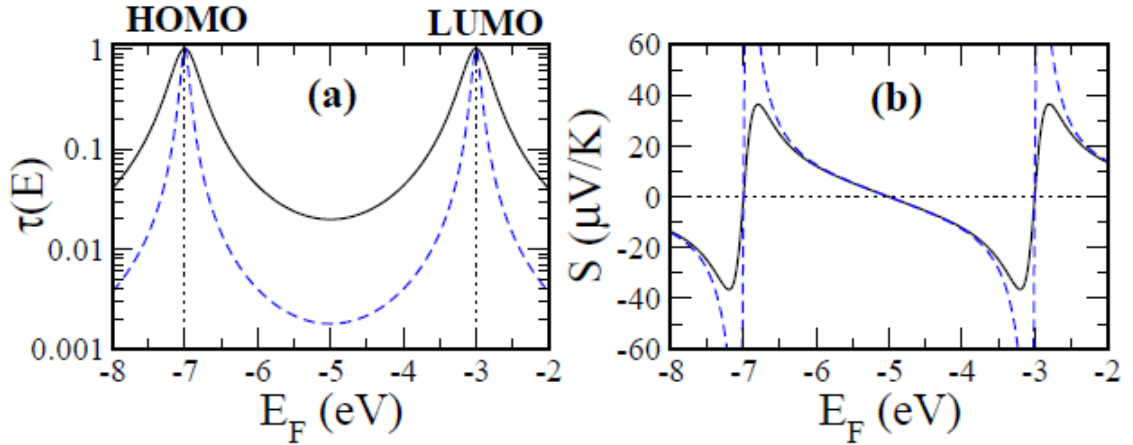 HOMO LUMO
1
0.1
0.01
0.001
τ(E)
(a)
-8 -7 -6 -5 -4 -3 -2
E_F (eV)
60
40
20
0
-20
-40
-60
S (μV/K)
(b)
-8 -7 -6 -5 -4 -3 -2
E_F (eV)